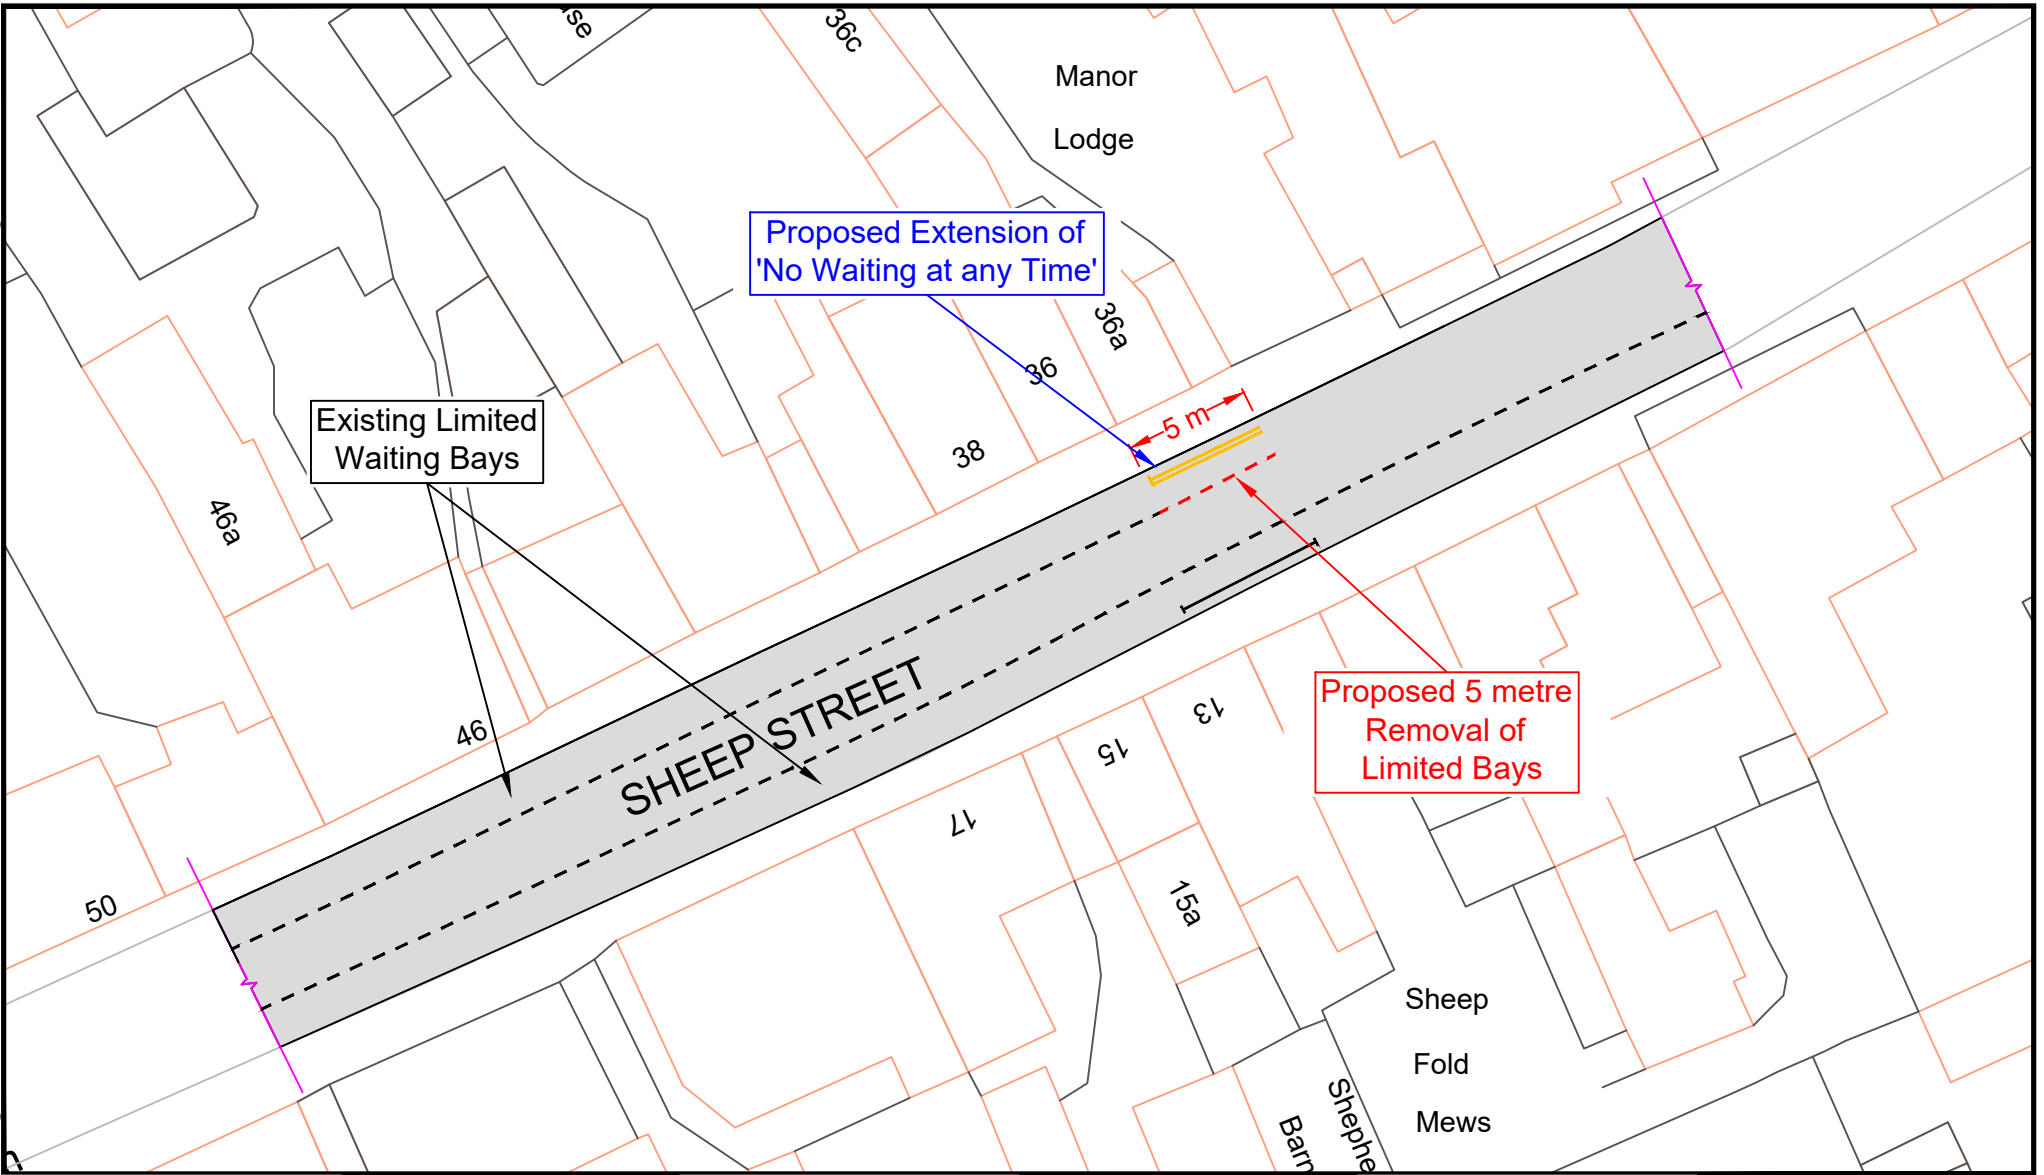 36c
Manor
Lodge
Proposed Extension of
'No Waiting at any Time'
36a
36
5 m
38
Existing Limited
Waiting Bays
46a
46
SHEEP STREET
Proposed 5 metre
Removal of
Limited Bays
13
15
17
15a
50
Sheep
Fold
Mews
Shephe
Barn